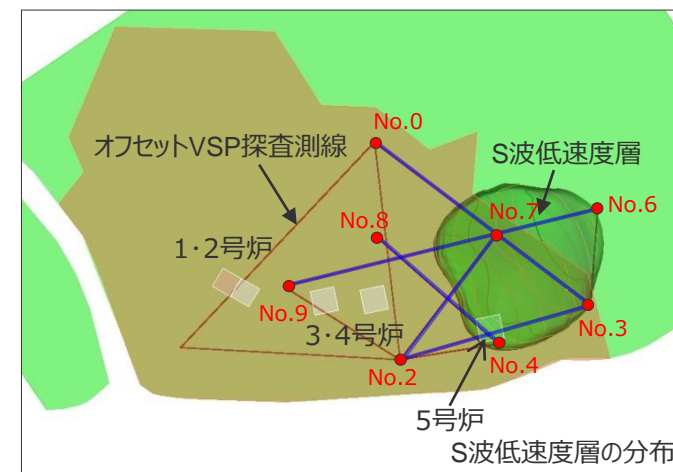 No.0
オフセットVSP探査測線
S波低速度層
No.8
No.7
No.6
1・2号炉
No.9
3・4号炉
No.3
No.2
No.4
5号炉
S波低速度層の分布